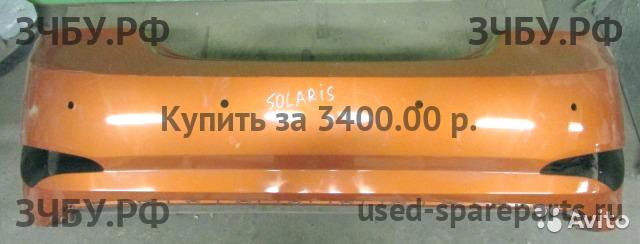 ЗЧБУ.РФ ЗЧБУ.РФ
SOLARIS
Купить за 3400.00 р.
ЗЧБУ.РФ used-spareparts.ru
Avito